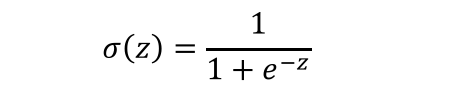 σ(z) = 1 / (1 + e^{−z})